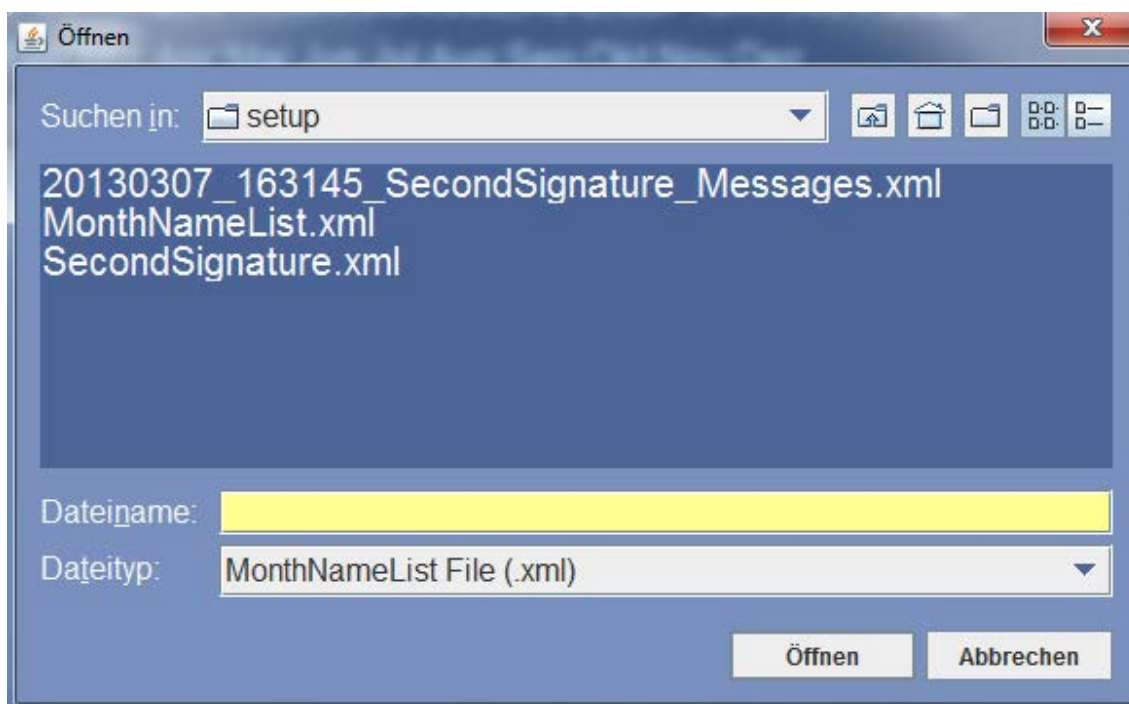 Öffnen
Suchen in: setup
20130307_163145_SecondSignature_Messages.xml
MonthNameList.xml
SecondSignature.xml
Dateiname:
Dateityp: MonthNameList File (.xml)
Öffnen Abbrechen